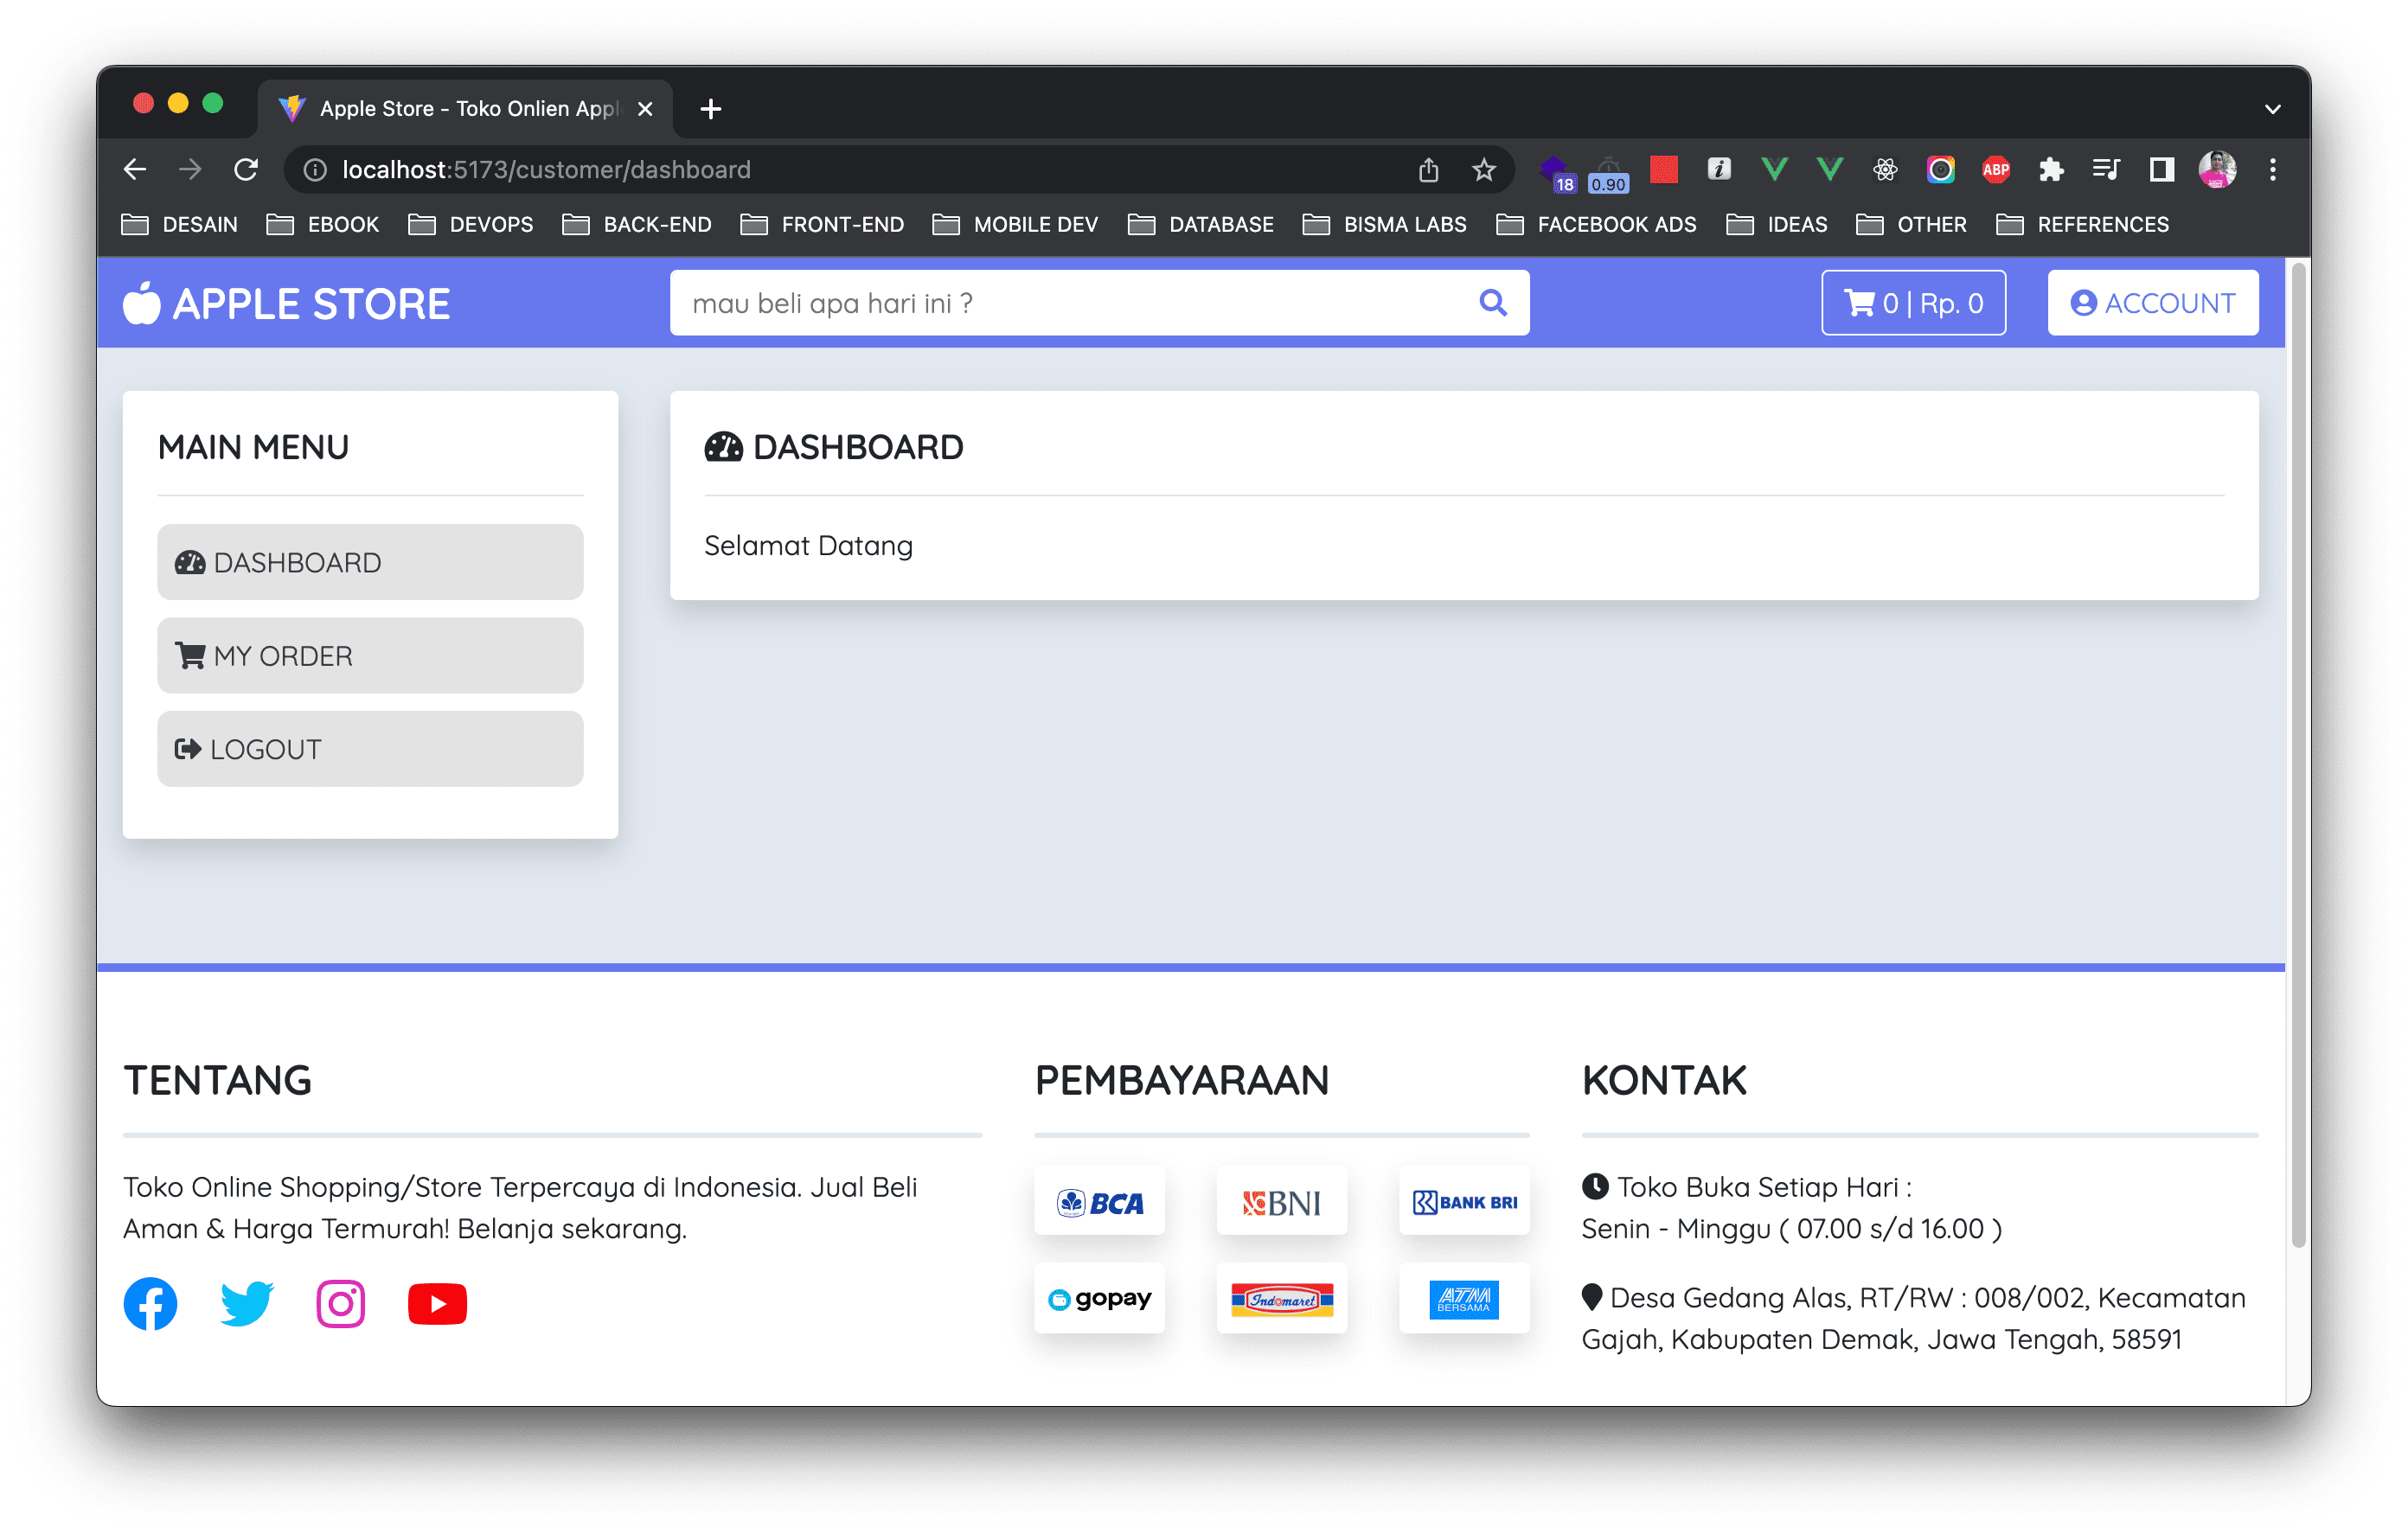 Apple Store - Toko Onlien Appl
localhost:5173/customer/dashboard
18
0.90
ABP
DESAIN
EBOOK
DEVOPS
BACK-END
FRONT-END
MOBILE DEV
DATABASE
BISMA LABS
FACEBOOK ADS
IDEAS
OTHER
REFERENCES
APPLE STORE
mau beli apa hari ini ?
0 | Rp. 0
ACCOUNT
MAIN MENU
DASHBOARD
MY ORDER
LOGOUT
DASHBOARD
Selamat Datang
TENTANG
Toko Online Shopping/Store Terpercaya di Indonesia. Jual Beli
Aman & Harga Termurah! Belanja sekarang.
PEMBAYARAAN
BCA
BNI
BANK BRI
gopay
Indomaret
ATM
BERSAMA
KONTAK
Toko Buka Setiap Hari :
Senin - Minggu ( 07.00 s/d 16.00 )
Desa Gedang Alas, RT/RW : 008/002, Kecamatan
Gajah, Kabupaten Demak, Jawa Tengah, 58591